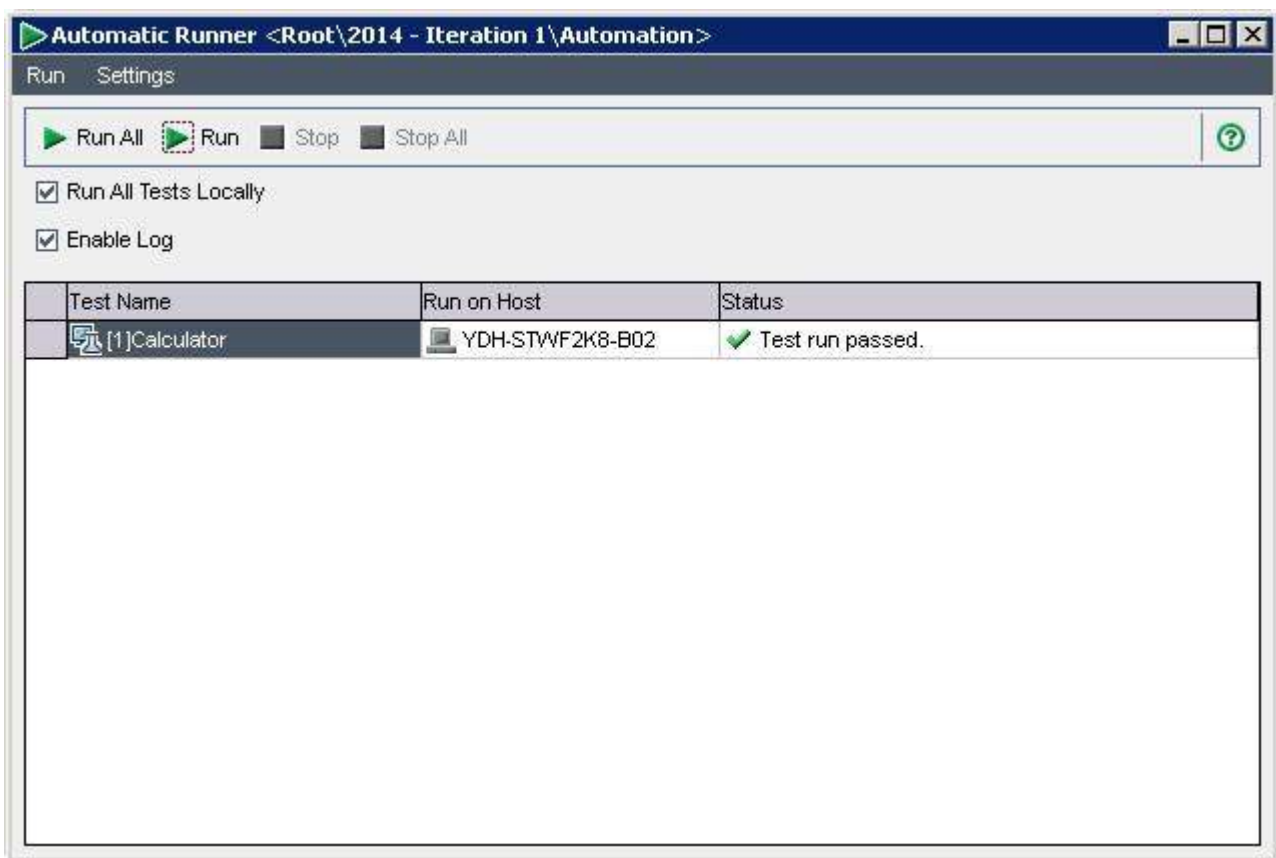 Automatic Runner <Root\2014 - Iteration 1\Automation>
Run Settings
Run All Run Stop Stop All
Run All Tests Locally
Enable Log
Test Name Run on Host Status
[1]Calculator YDH-STWF2K8-B02 Test run passed.